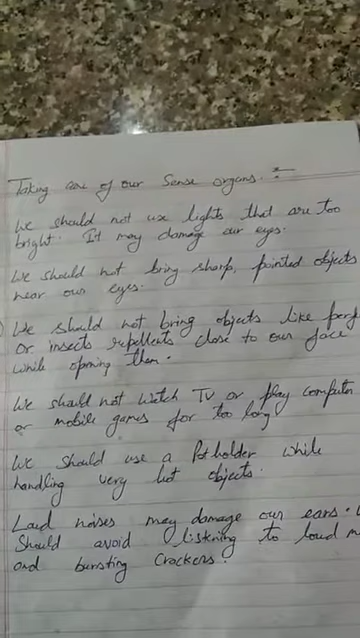 Taking care of our Sense organs :-
We should not use lights that are too
bright. It may damage our eyes.
We should not bring sharp, pointed objects
near our eyes.
We should not bring objects like perf
or insects repellents close to our face
while opening them.
We should not watch TV or play computer
or mobile games for too long
We should use a Potholder while
handling very hot objects.
Loud noises may damage our ears.
Should avoid listening to loud m
and bursting Crackers.